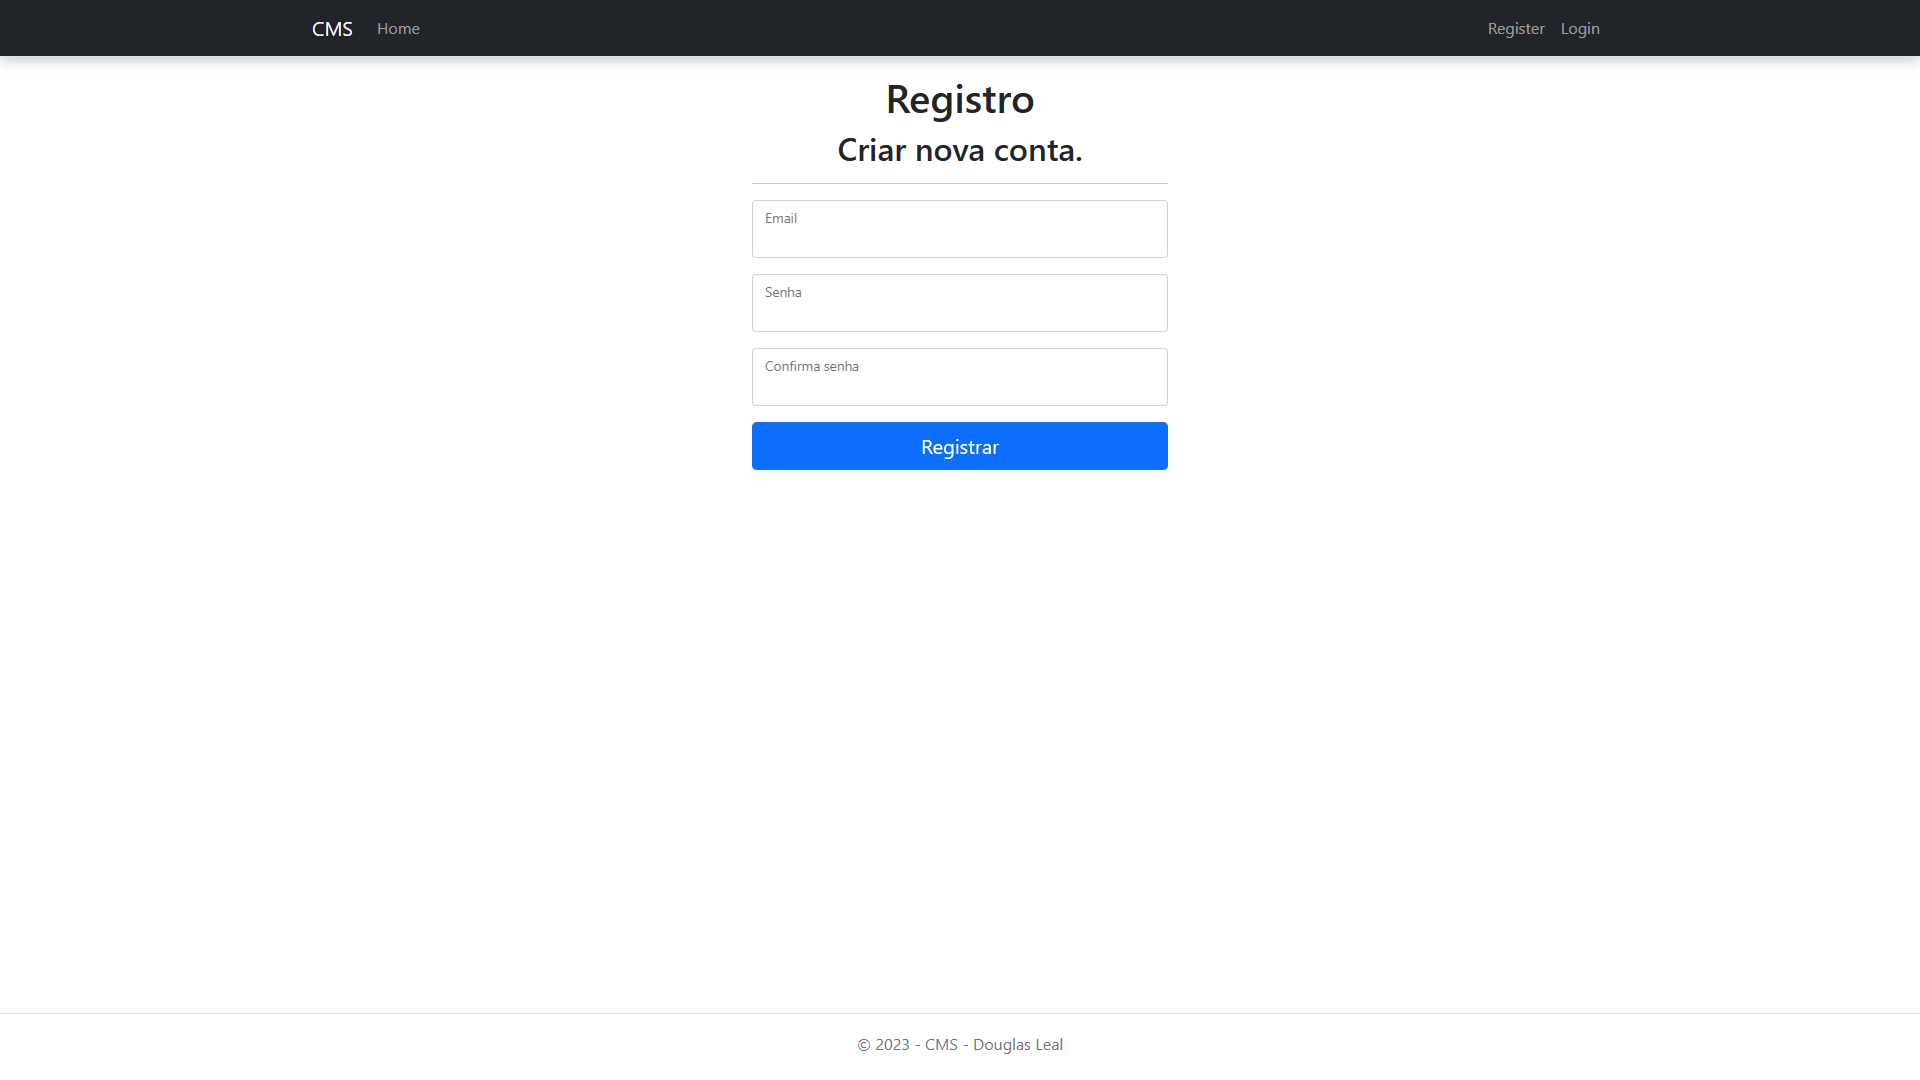 CMS Home Register Login
Registro
Criar nova conta.
Email
Senha
Confirma senha
Registrar
© 2023 - CMS - Douglas Leal